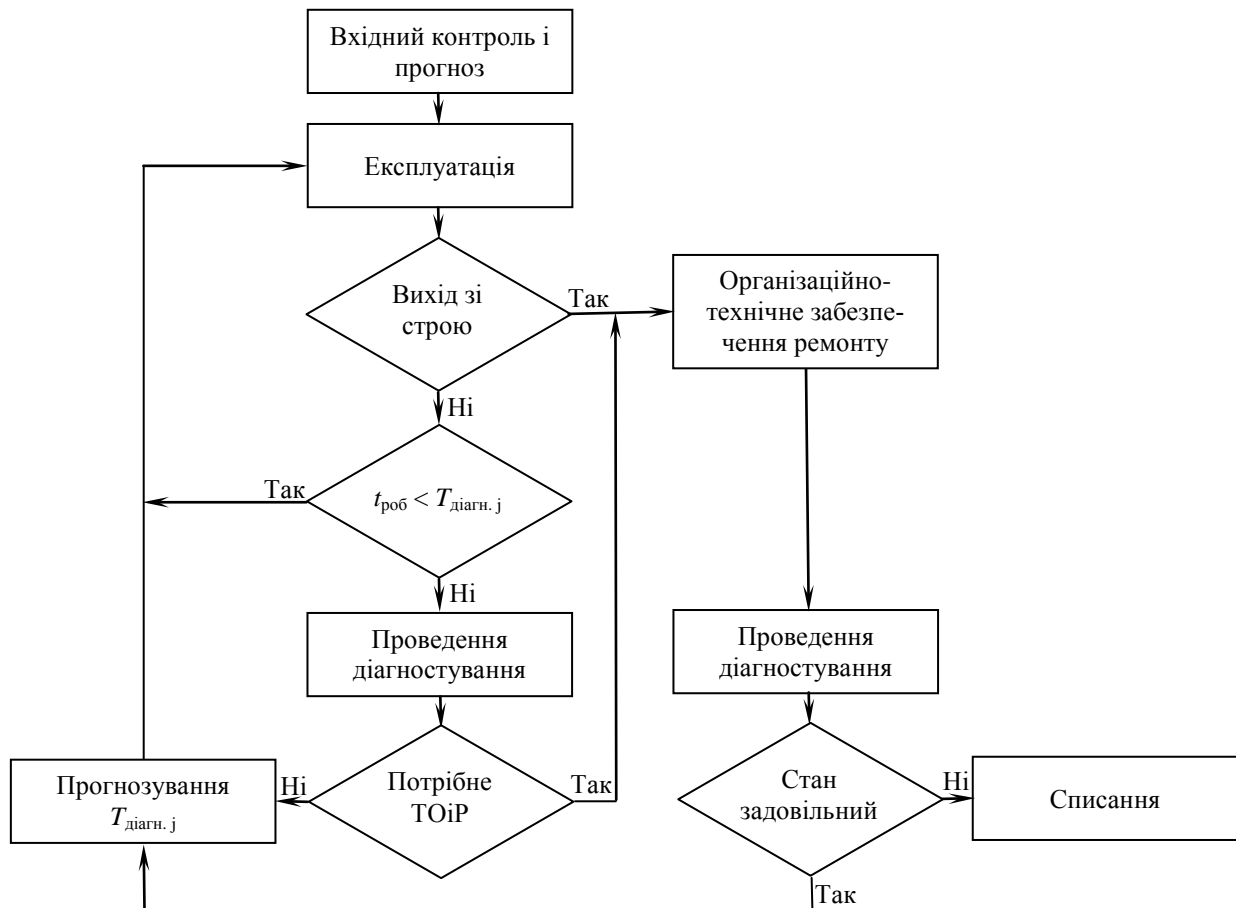 Вхідний контроль і
прогноз
Експлуатація
Вихід зі
строю
Так
Організаційно-
технічне забезпе-
чення ремонту
Ні
Так
tроб < Tдіагн. j
Ні
Проведення
діагностування
Проведення
діагностування
Прогнозування
Tдіагн. j
Ні
Потрібне
ТОіР
Так
Стан
задовільний
Ні
Списання
Так